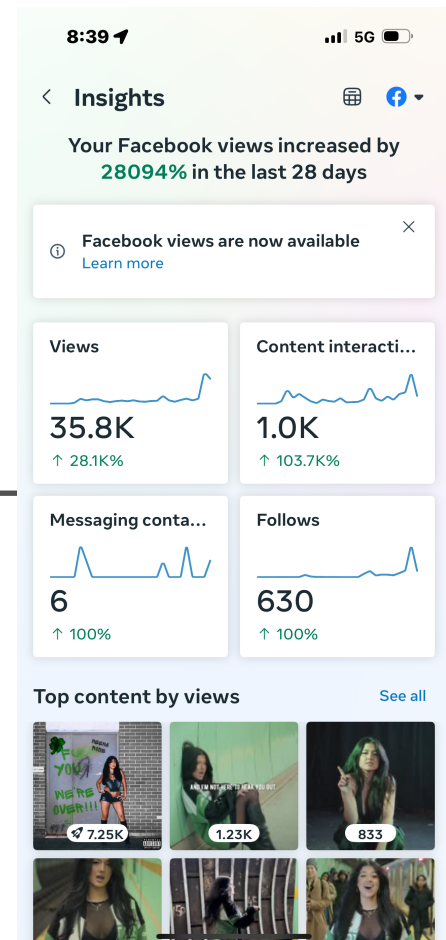 8:39
5G
Insights
Your Facebook views increased by
28094% in the last 28 days
Facebook views are now available
Learn more
Views
35.8K
↑ 28.1K%
Content interacti...
1.0K
↑ 103.7K%
Messaging conta...
6
↑ 100%
Follows
630
↑ 100%
Top content by views
See all
YOU
WE'RE
OVER!!!
7.25K
AND I'M NOT HERE TO HEAR YOU OUT
1.23K
833